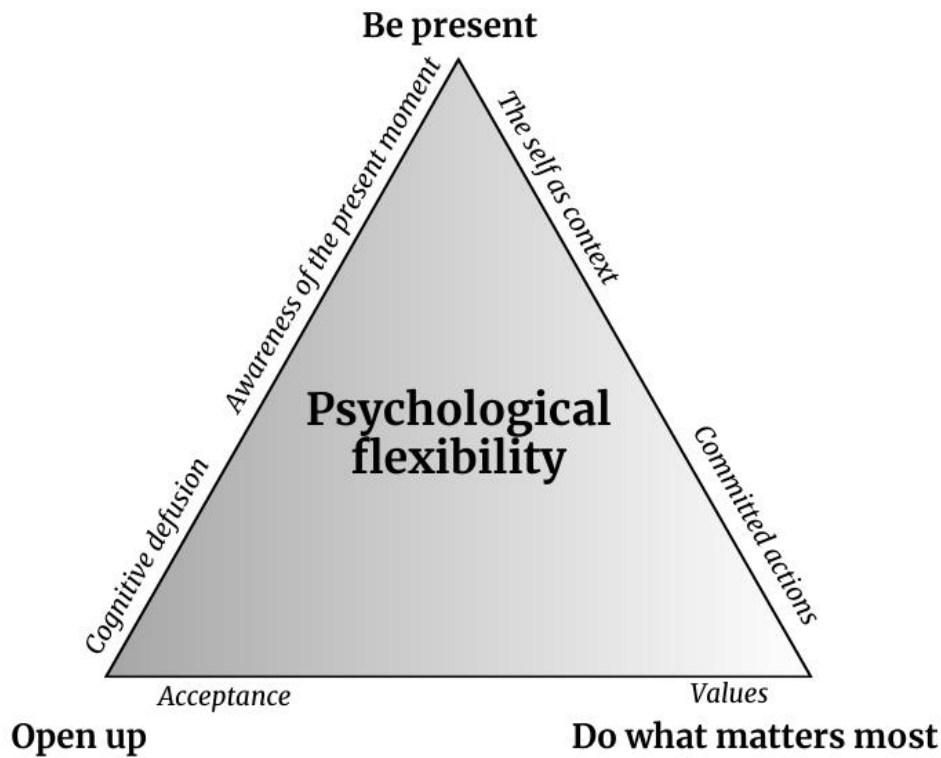 Be present
Awareness of the present moment
The self as context
Psychological
flexibility
Cognitive defusion
Committed actions
Acceptance
Values
Open up
Do what matters most